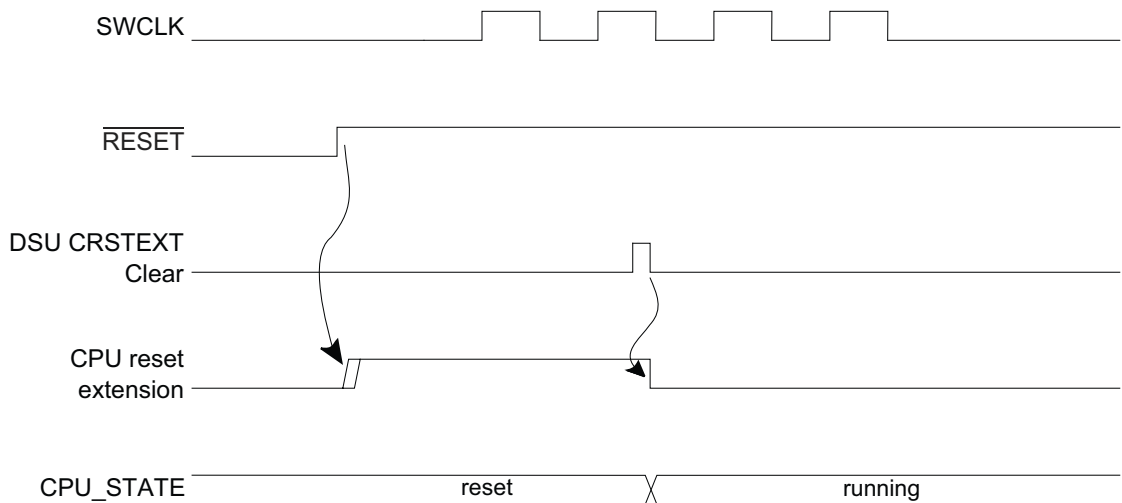 SWCLK
RESET
DSU CRSTEXT
Clear
CPU reset
extension
CPU_STATE reset running